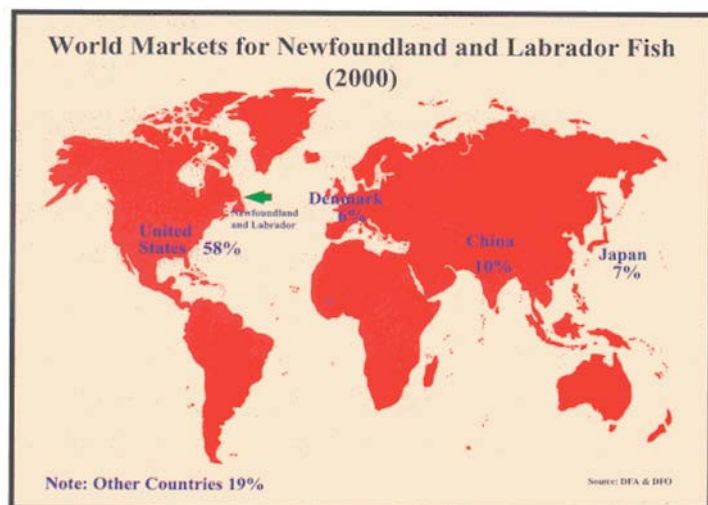 World Markets for Newfoundland and Labrador Fish
(2000)
Denmark
6%
Newfoundland
and Labrador
United
States
58%
China
10%
Japan
7%
Note: Other Countries 19%
Source: DFA & DFO